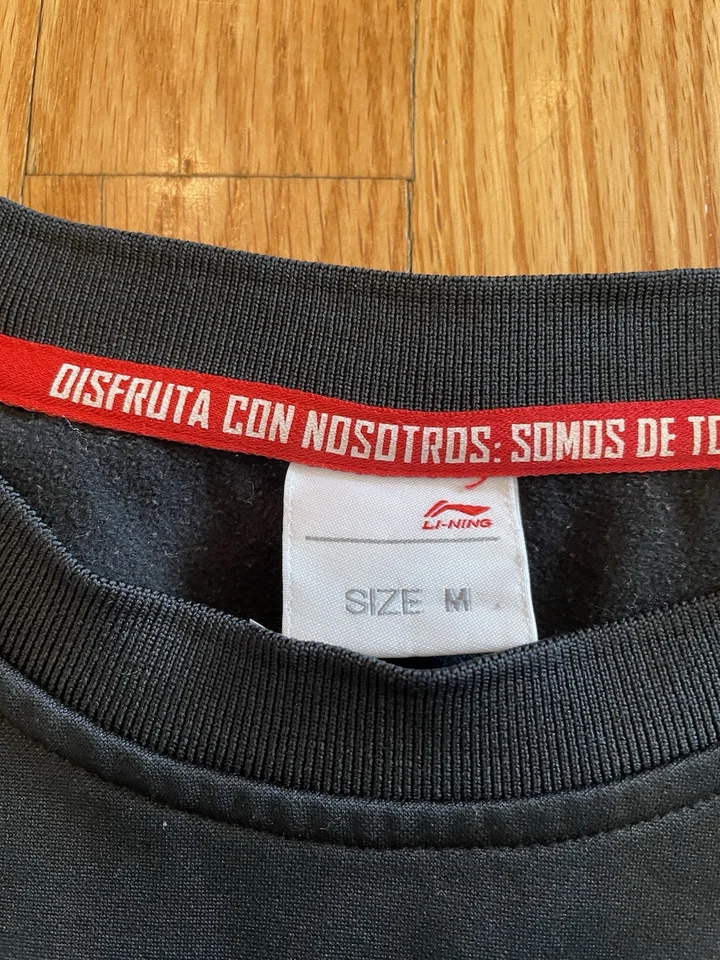 DISFRUTA CON NOSOTROS: SOMOS DE
LI-NING
SIZE M